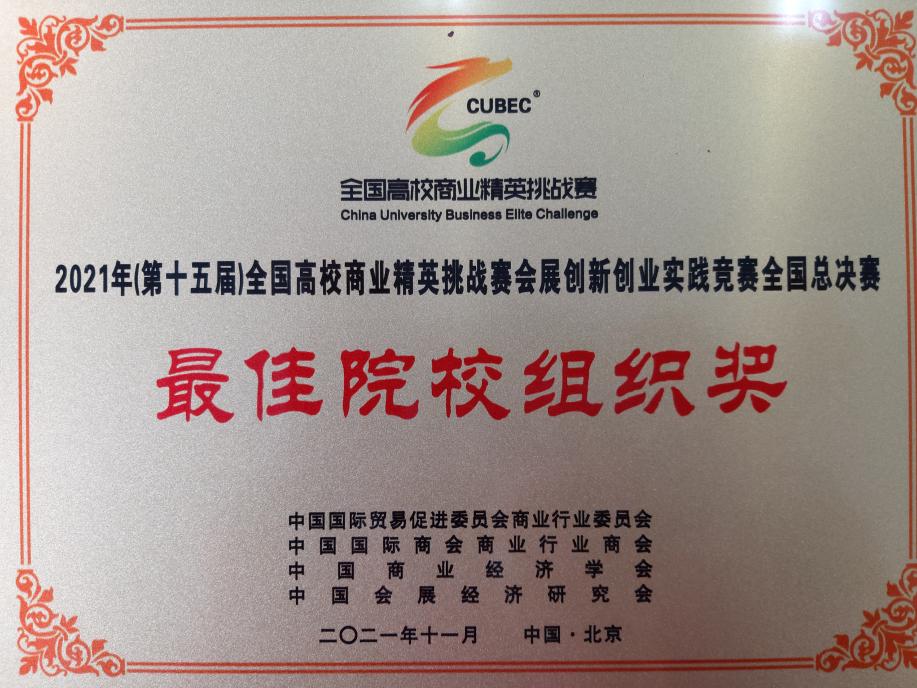 CUBEC®
全国高校商业精英挑战赛
China University Business Elite Challenge
2021年(第十五届)全国高校商业精英挑战赛会展创新创业实践竞赛全国总决赛
最佳院校组织奖
中国国际贸易促进委员会商业行业委员会
中国国际商会商业行业商会
中国商业经济学会
中国会展经济研究会
二〇二一年十一月 中国·北京